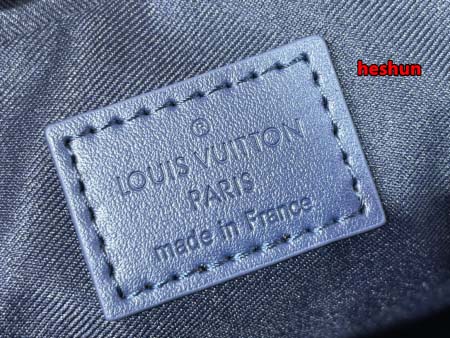 heshun
®
LOUIS VUITTON
PARIS
made in France